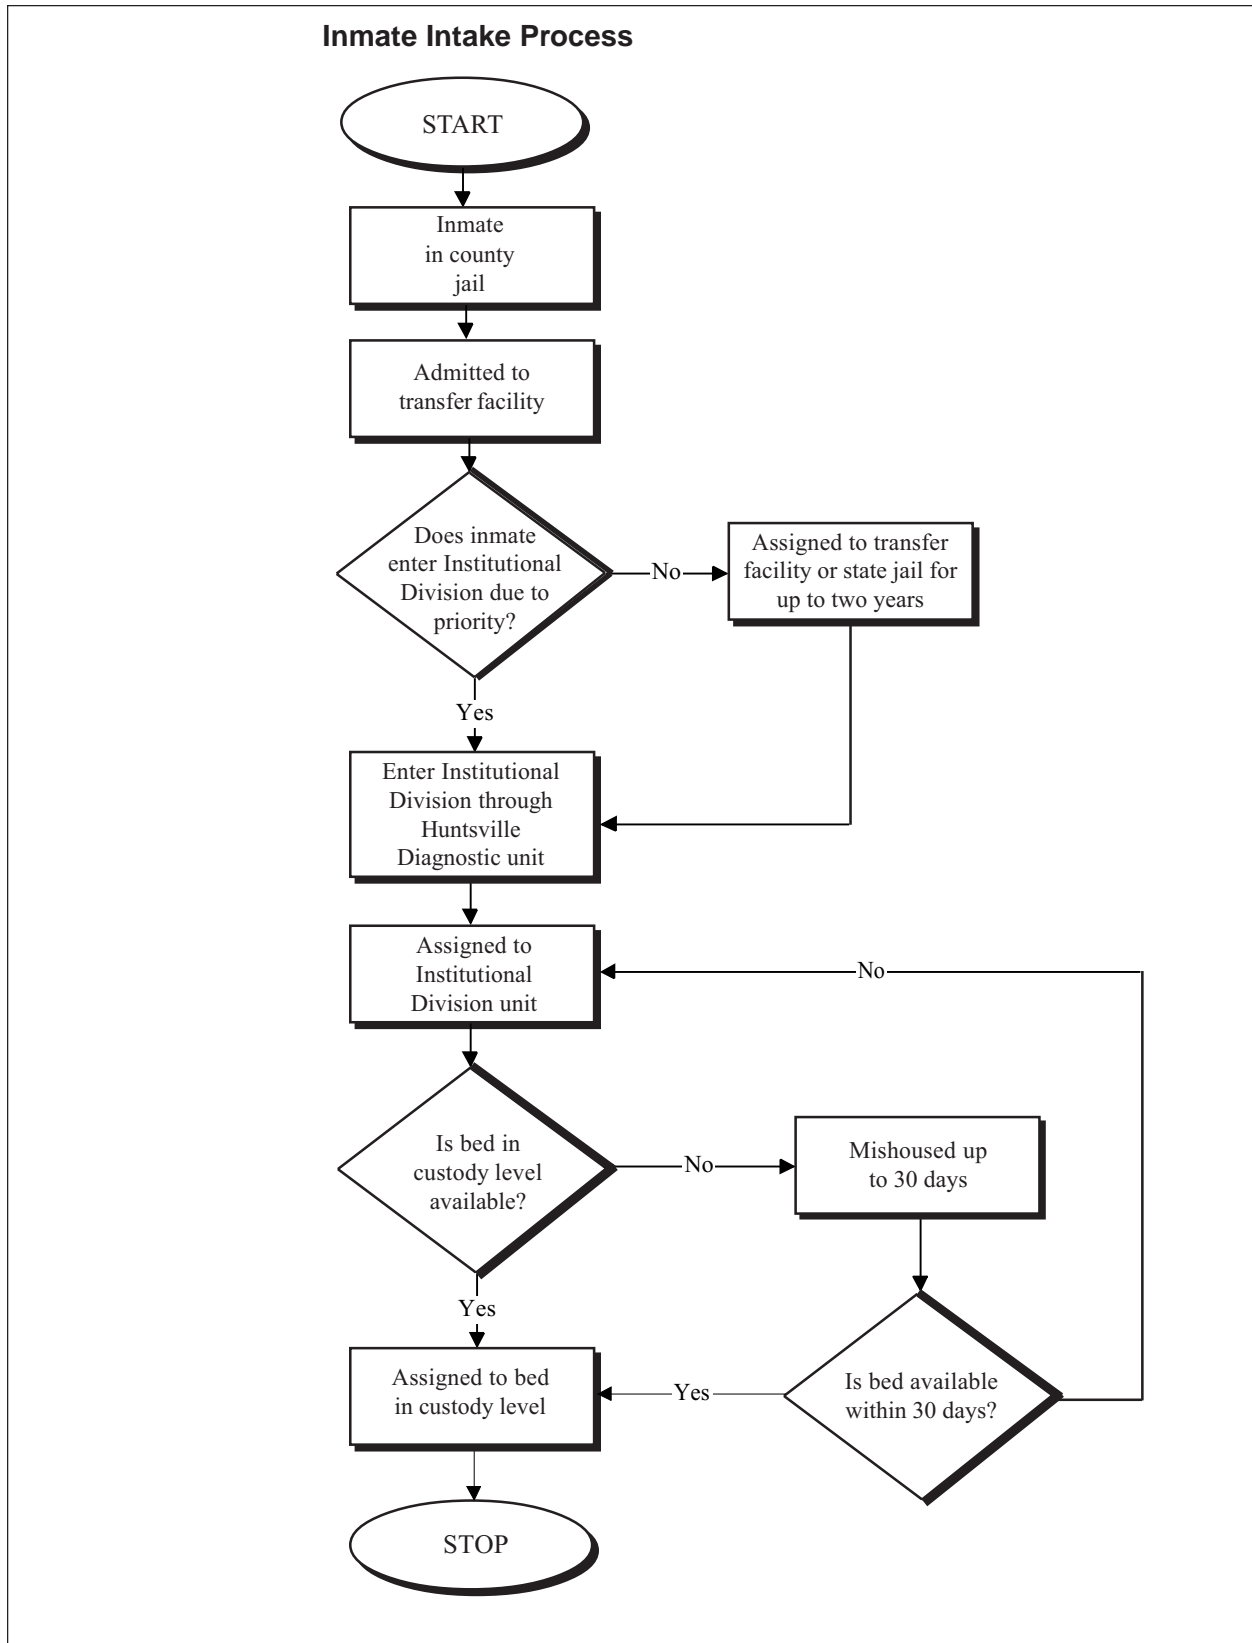 Inmate Intake Process
START
Inmate
in county
jail
Admitted to
transfer facility
Does inmate
enter Institutional
Division due to
priority?
No
Assigned to transfer
facility or state jail for
up to two years
Yes
Enter Institutional
Division through
Huntsville
Diagnostic unit
Assigned to
Institutional
Division unit
No
Is bed in
custody level
available?
No
Mishoused up
to 30 days
Yes
Assigned to bed
in custody level
Yes
Is bed available
within 30 days?
STOP